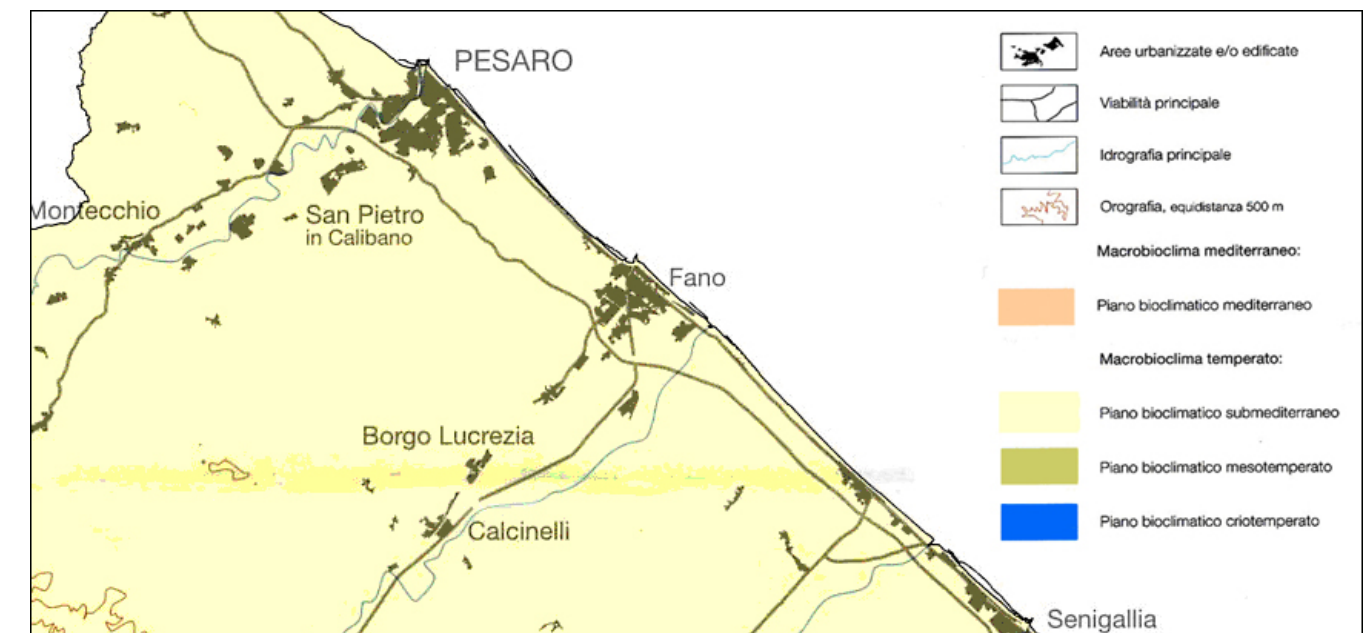 PESARO
Montecchio
San Pietro
in Calibano
Fano
Borgo Lucrezia
Calcinelli
Senigallia
Aree urbanizzate e/o edificate
Viabilità principale
Idrografia principale
Orografia, equidistanza 500 m
Macrobioclima mediterraneo:
Piano bioclimatico mediterraneo
Macrobioclima temperato:
Piano bioclimatico submediterraneo
Piano bioclimatico mesotemperato
Piano bioclimatico criotemperato